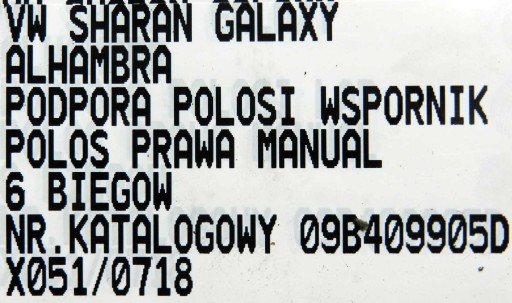 VW SHARAN GALAXY
ALHAMBRA
PODPORA POLOSI WSPORNIK
POLOS PRAWA MANUAL
6 BIEGOW
NR.KATALOGOWY 09B409905D
X051/0718